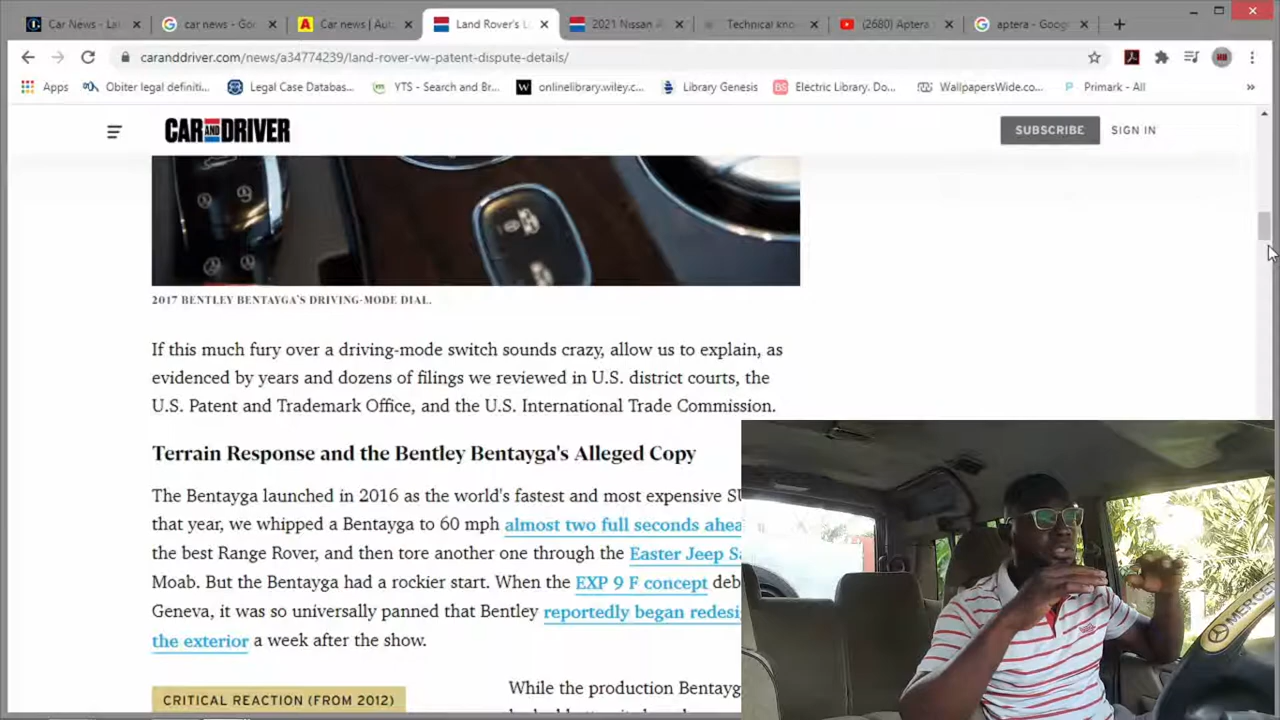 Car News - La
car news - Go
Car news | Aut
Land Rover's L
2021 Nissan
Technical kno
(2680) Aptera
aptera - Goog
caranddriver.com/news/a34774239/land-rover-vw-patent-dispute-details/
Apps
Obiter legal definiti...
Legal Case Databas...
YTS - Search and Br...
onlinelibrary.wiley.c...
Library Genesis
Electric Library. Do...
WallpapersWide.co...
Primark - All
CAR AND DRIVER
SUBSCRIBE
SIGN IN
2017 BENTLEY BENTAYGA'S DRIVING-MODE DIAL.
If this much fury over a driving-mode switch sounds crazy, allow us to explain, as
evidenced by years and dozens of filings we reviewed in U.S. district courts, the
U.S. Patent and Trademark Office, and the U.S. International Trade Commission.
Terrain Response and the Bentley Bentayga's Alleged Copy
The Bentayga launched in 2016 as the world's fastest and most expensive SU
that year, we whipped a Bentayga to 60 mph almost two full seconds ahea
the best Range Rover, and then tore another one through the Easter Jeep Sa
Moab. But the Bentayga had a rockier start. When the EXP 9 F concept deb
Geneva, it was so universally panned that Bentley reportedly began redesi
the exterior a week after the show.
CRITICAL REACTION (FROM 2012)
While the production Bentayg